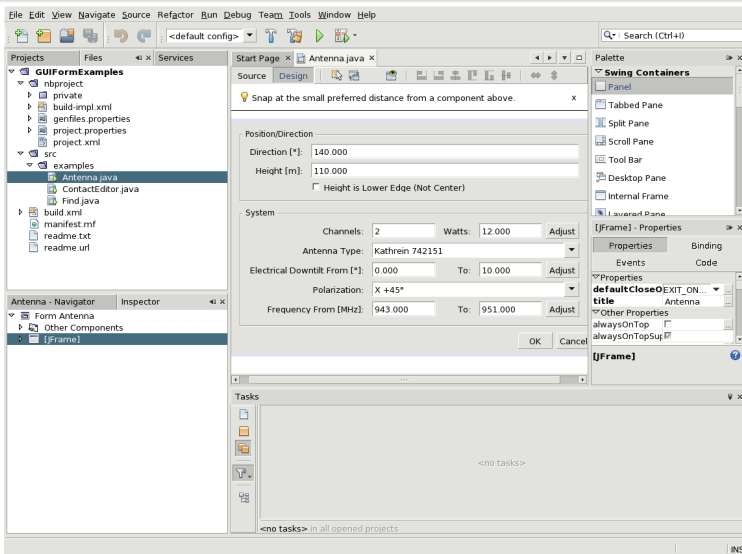 File Edit View Navigate Source Refactor Run Debug Team Tools Window Help
<default config>
Search (Ctrl+I)
Projects Files Services
GUIFormExamples
nbproject
private
build-impl.xml
genfiles.properties
project.properties
project.xml
src
examples
Antenna.java
ContactEditor.java
Find.java
build.xml
manifest.mf
readme.txt
readme.url
Antenna - Navigator Inspector
Form Antenna
Other Components
[JFrame]
Start Page Antenna.java
Source Design
Snap at the small preferred distance from a component above. x
Position/Direction
Direction [°]: 140.000
Height [m]: 110.000
Height is Lower Edge (Not Center)
System
Channels: 2 Watts: 12.000 Adjust
Antenna Type: Kathrein 742151
Electrical Downtilt From [°]: 0.000 To: 10.000 Adjust
Polarization: X +45°
Frequency From [MHz]: 943.000 To: 951.000 Adjust
OK Cancel
Tasks
<no tasks>
<no tasks> in all opened projects
Palette
Swing Containers
Panel
Tabbed Pane
Split Pane
Scroll Pane
Tool Bar
Desktop Pane
Internal Frame
Layered Pane
[JFrame] - Properties
Properties Binding
Events Code
Properties
defaultCloseO EXIT_ON... ...
title Antenna ...
Other Properties
alwaysOnTop ...
alwaysOnTopSup
[JFrame]
INS